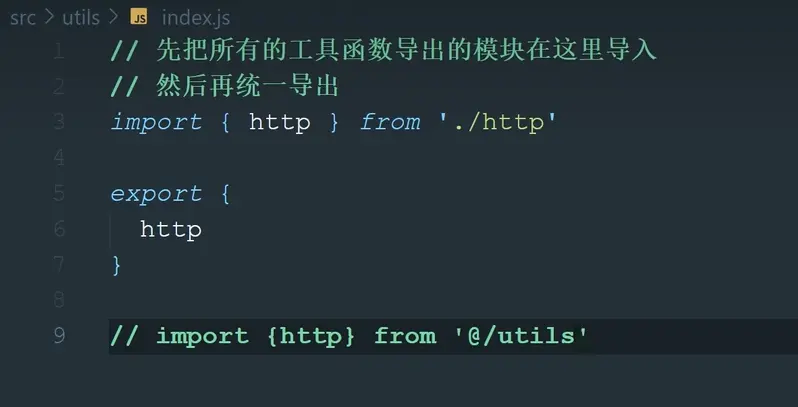 src > utils > JS index.js
1 // 先把所有的工具函数导出的模块在这里导入
2 // 然后再统一导出
3 import { http } from './http'
4
5 export {
6   http
7 }
8
9 // import {http} from '@/utils'